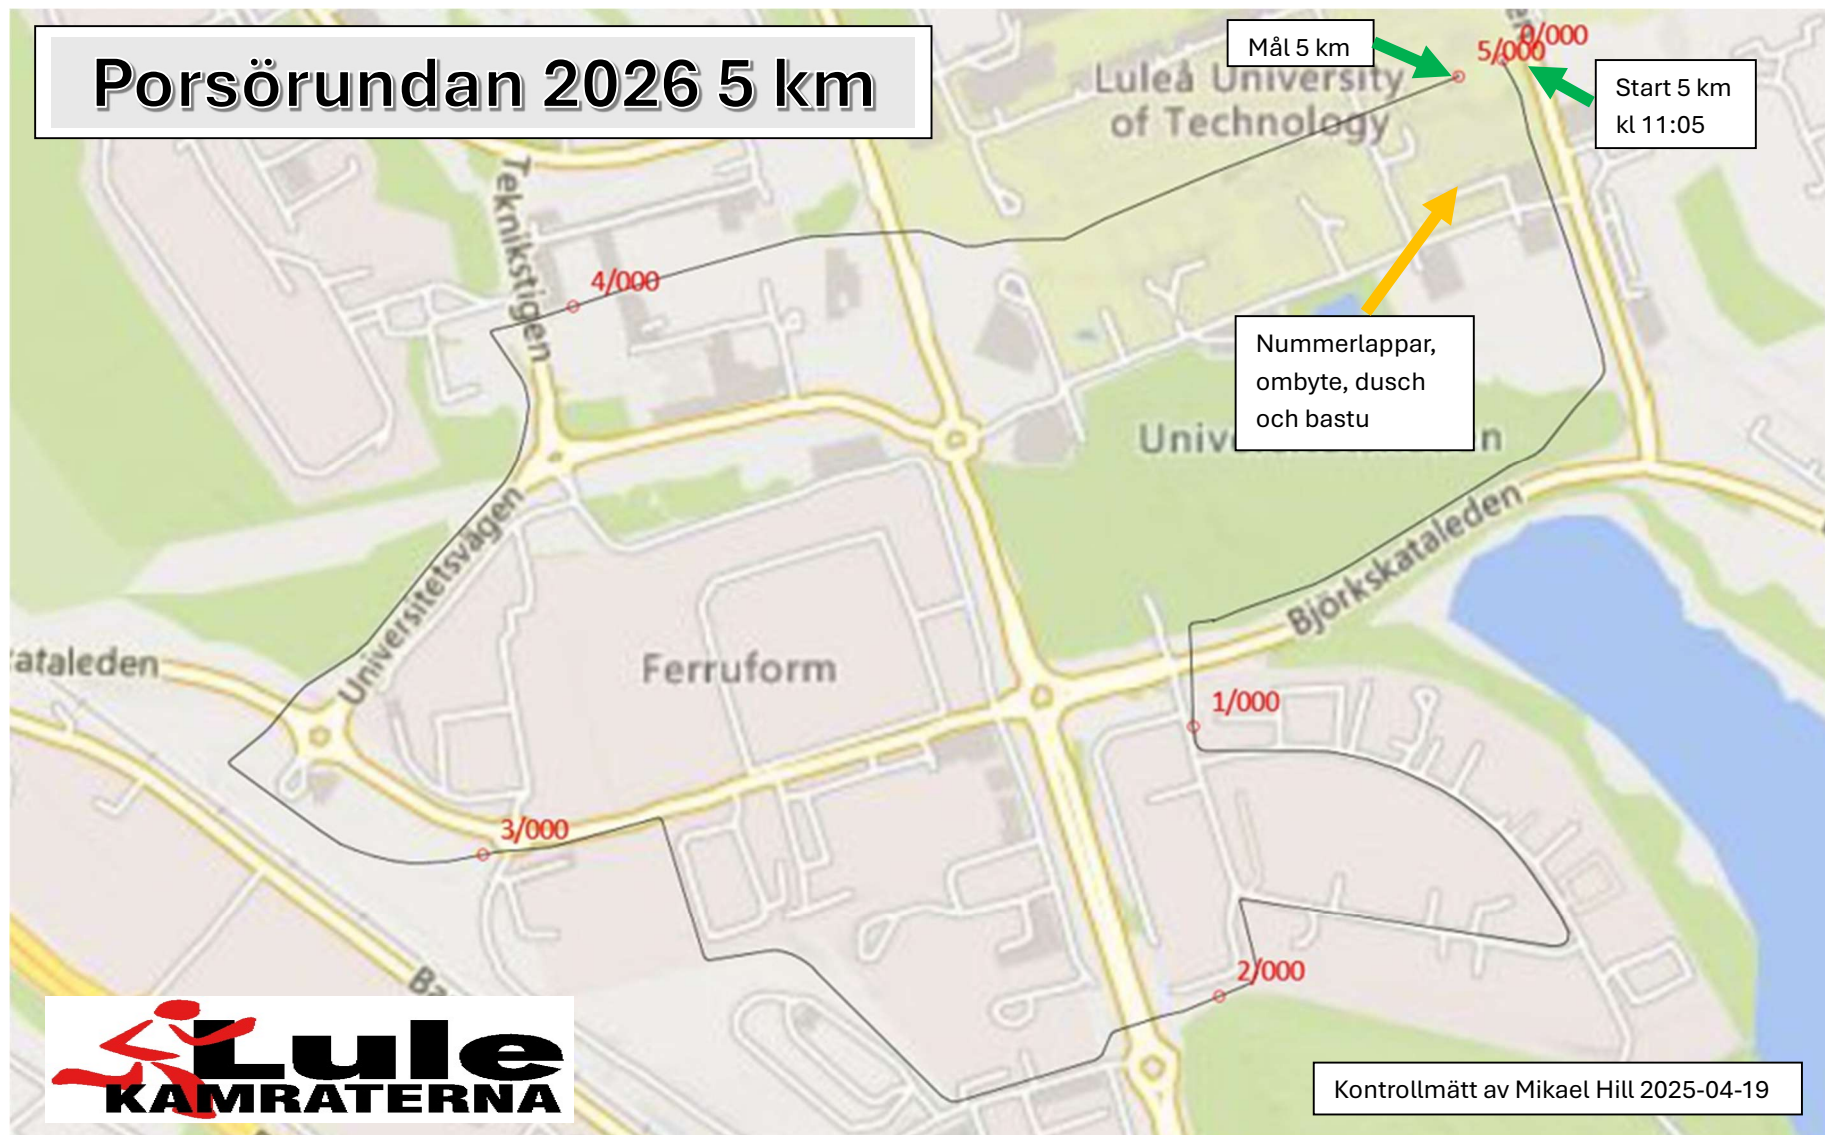 Porsörundan 2026 5 km
Mål 5 km
0/000
5/000
Start 5 km
kl 11:05
Luleå University
of Technology
Teknikstigen
4/000
Nummerlappar,
ombyte, dusch
och bastu
Univ
n
Björkskataleden
Universitetsvägen
ataleden
Ferruform
1/000
3/000
2/000
Ba
Lule
KAMRATERNA
Kontrollmätt av Mikael Hill 2025-04-19